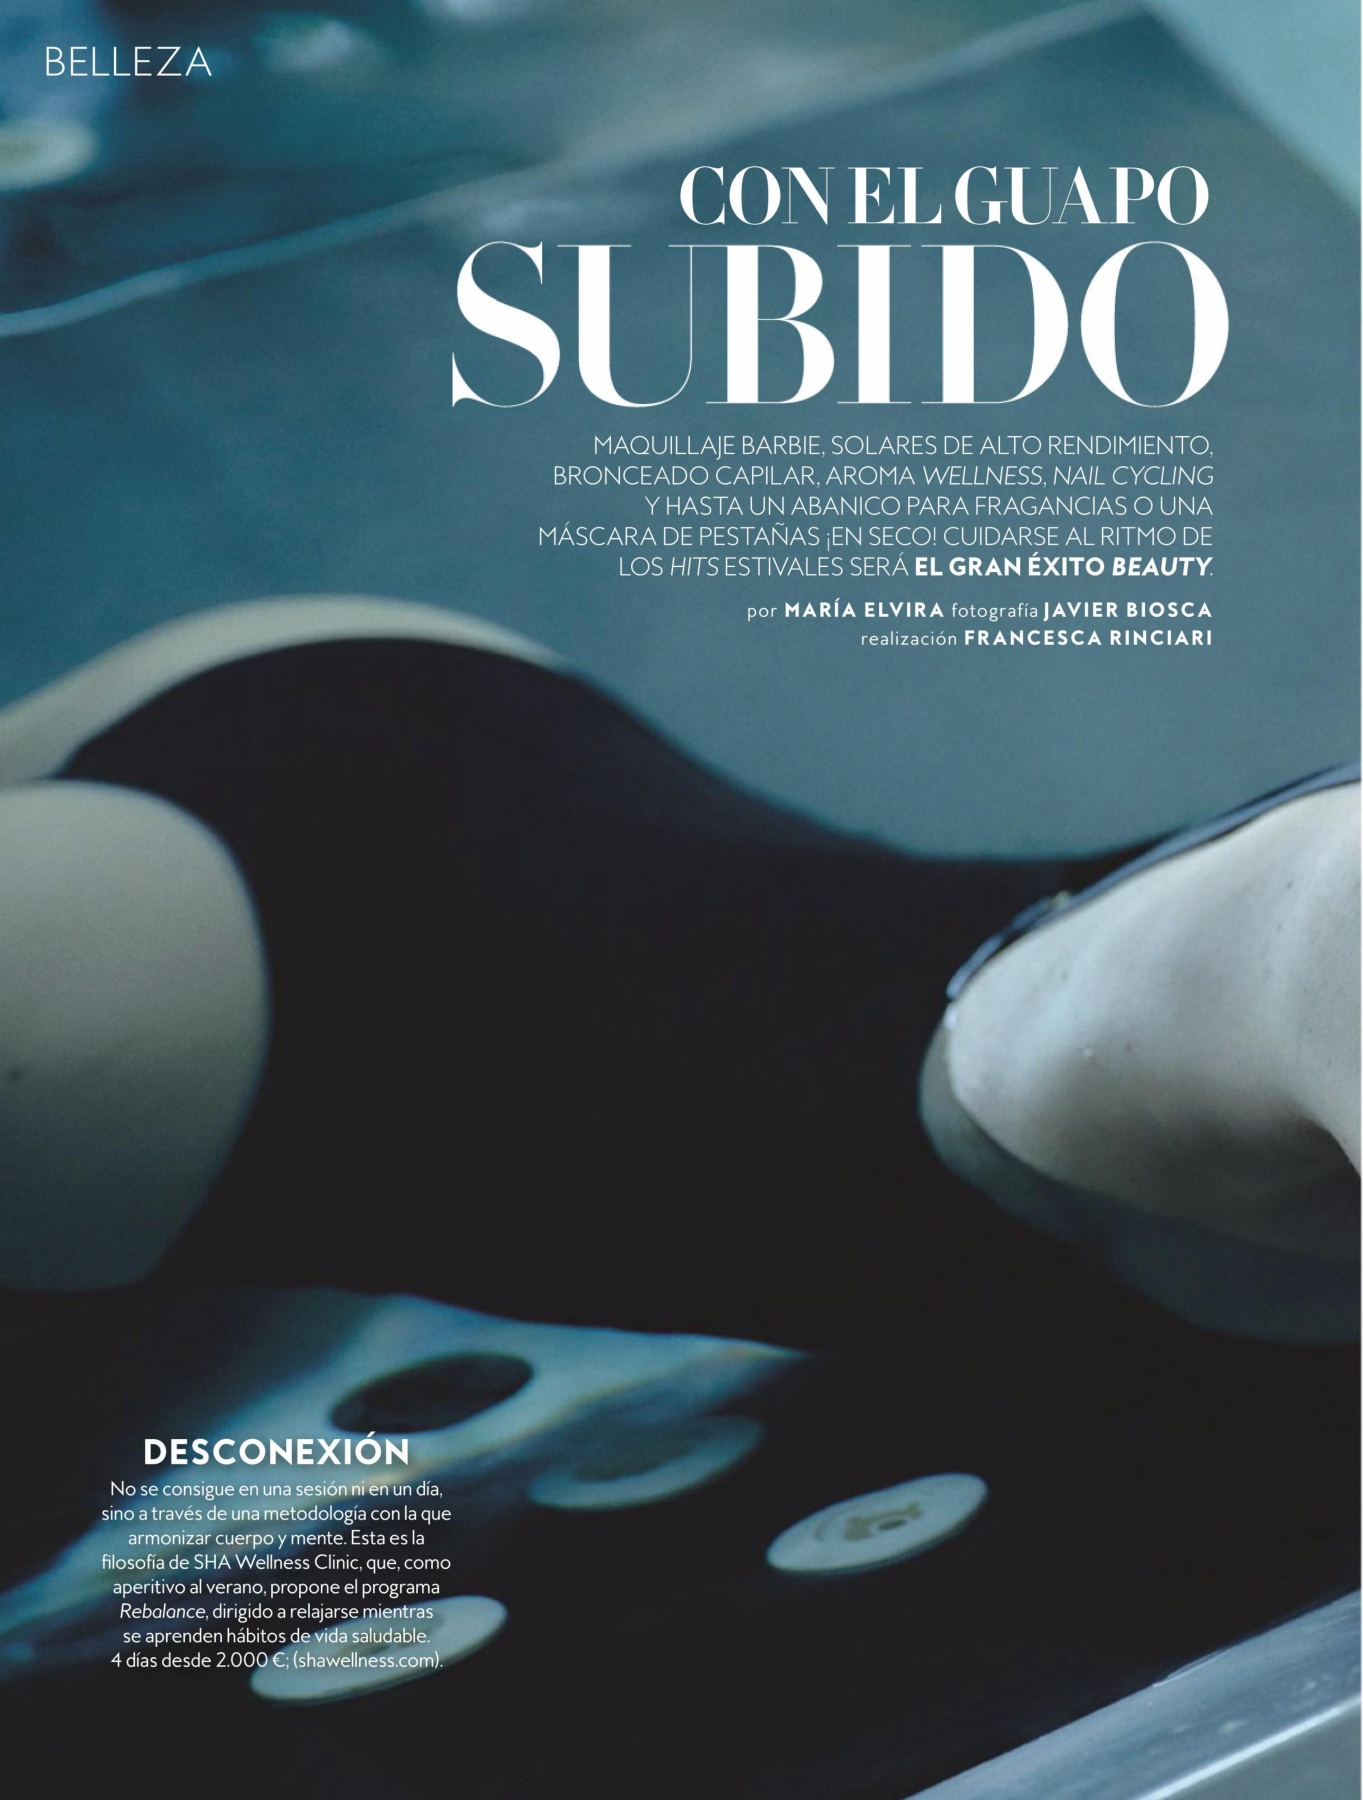 BELLEZA
CON EL GUAPO
SUBIDO
MAQUILLAJE BARBIE, SOLARES DE ALTO RENDIMIENTO,
BRONCEADO CAPILAR, AROMA WELLNESS, NAIL CYCLING
Y HASTA UN ABANICO PARA FRAGANCIAS O UNA
MÁSCARA DE PESTAÑAS ¡EN SECO! CUIDARSE AL RITMO DE
LOS HITS ESTIVALES SERÁ EL GRAN ÉXITO BEAUTY.
por MARÍA ELVIRA fotografía JAVIER BIOSCA
realización FRANCESCA RINCIARI
DESCONEXIÓN
No se consigue en una sesión ni en un día,
sino a través de una metodología con la que
armonizar cuerpo y mente. Esta es la
filosofía de SHA Wellness Clinic, que, como
aperitivo al verano, propone el programa
Rebalance, dirigido a relajarse mientras
se aprenden hábitos de vida saludable.
4 días desde 2.000 €; (shawellness.com).